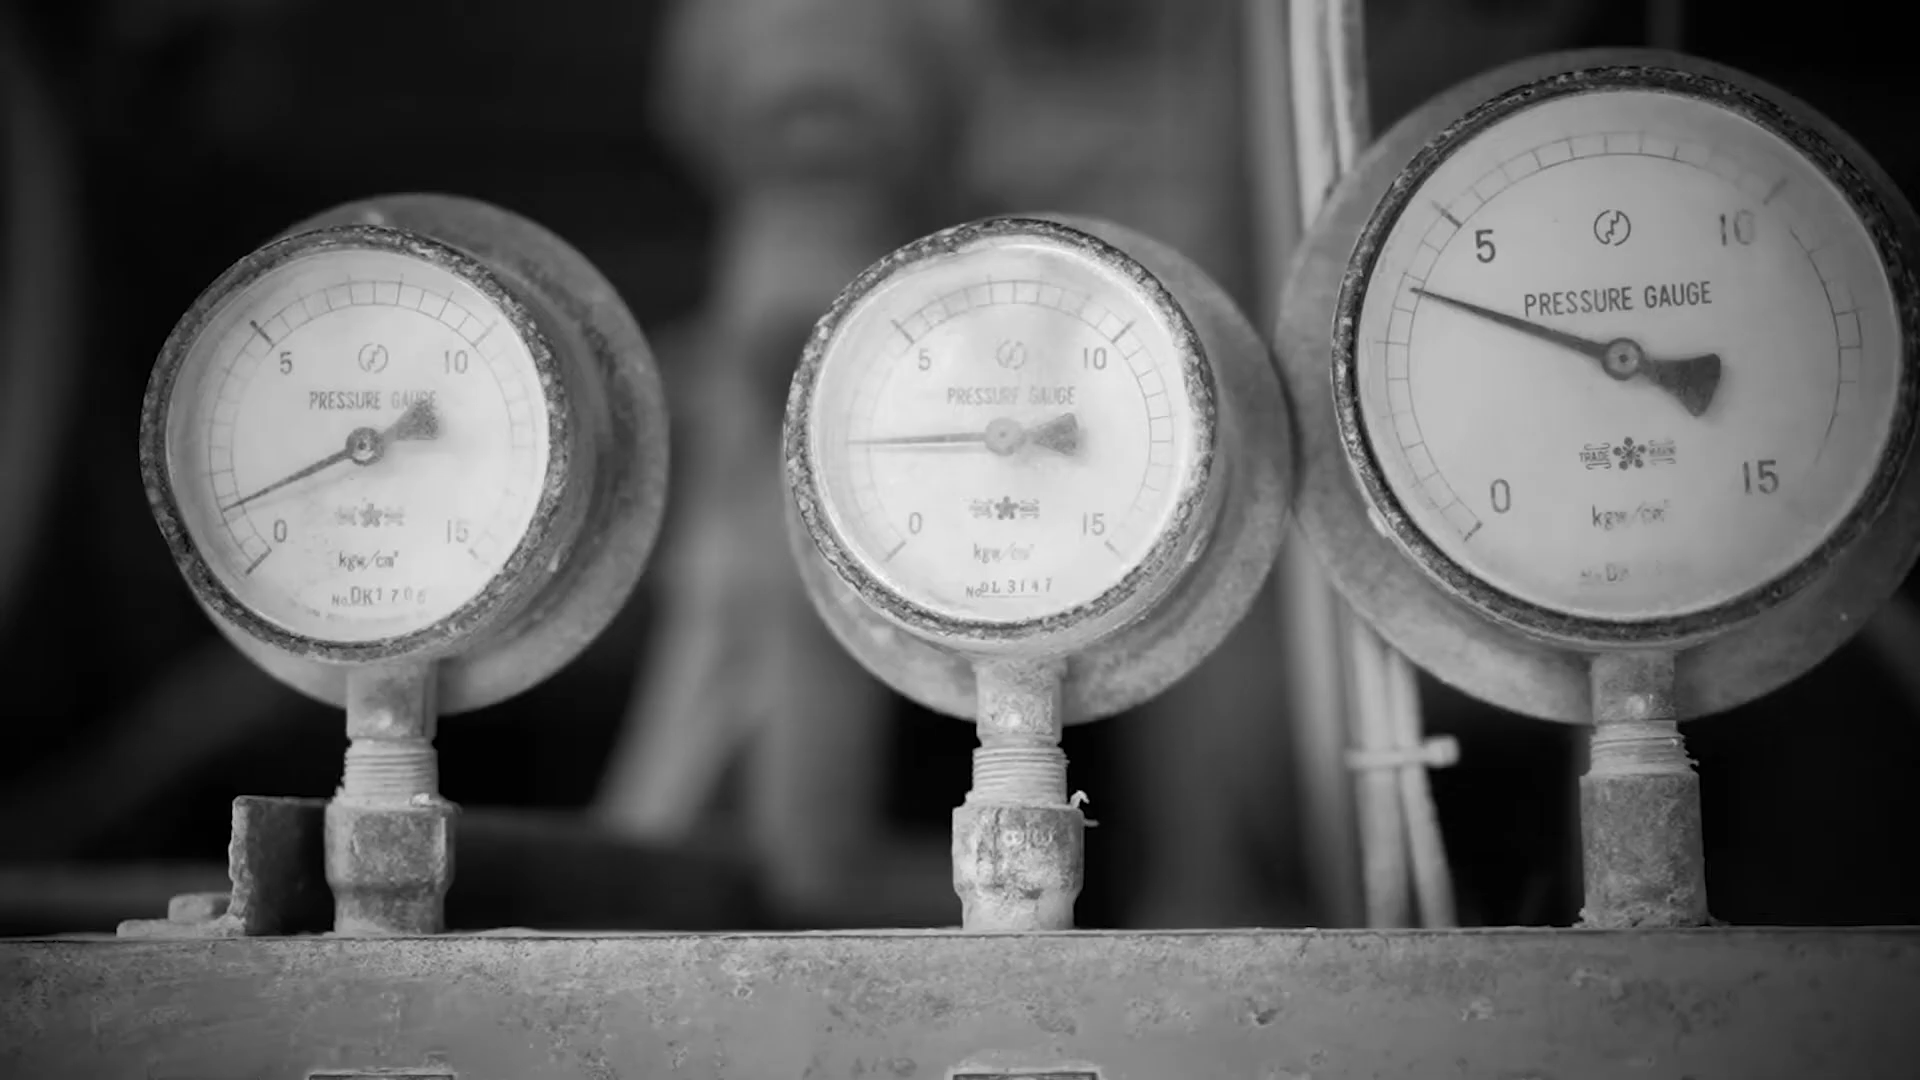 5 10
PRESSURE GAUGE
0 15
kgw/cm²
No.DK1706
5 10
PRESSURE GAUGE
0 15
kgw/cm²
No.DL3147
5 10
PRESSURE GAUGE
TRADE MARK
0 15
kgw/cm²